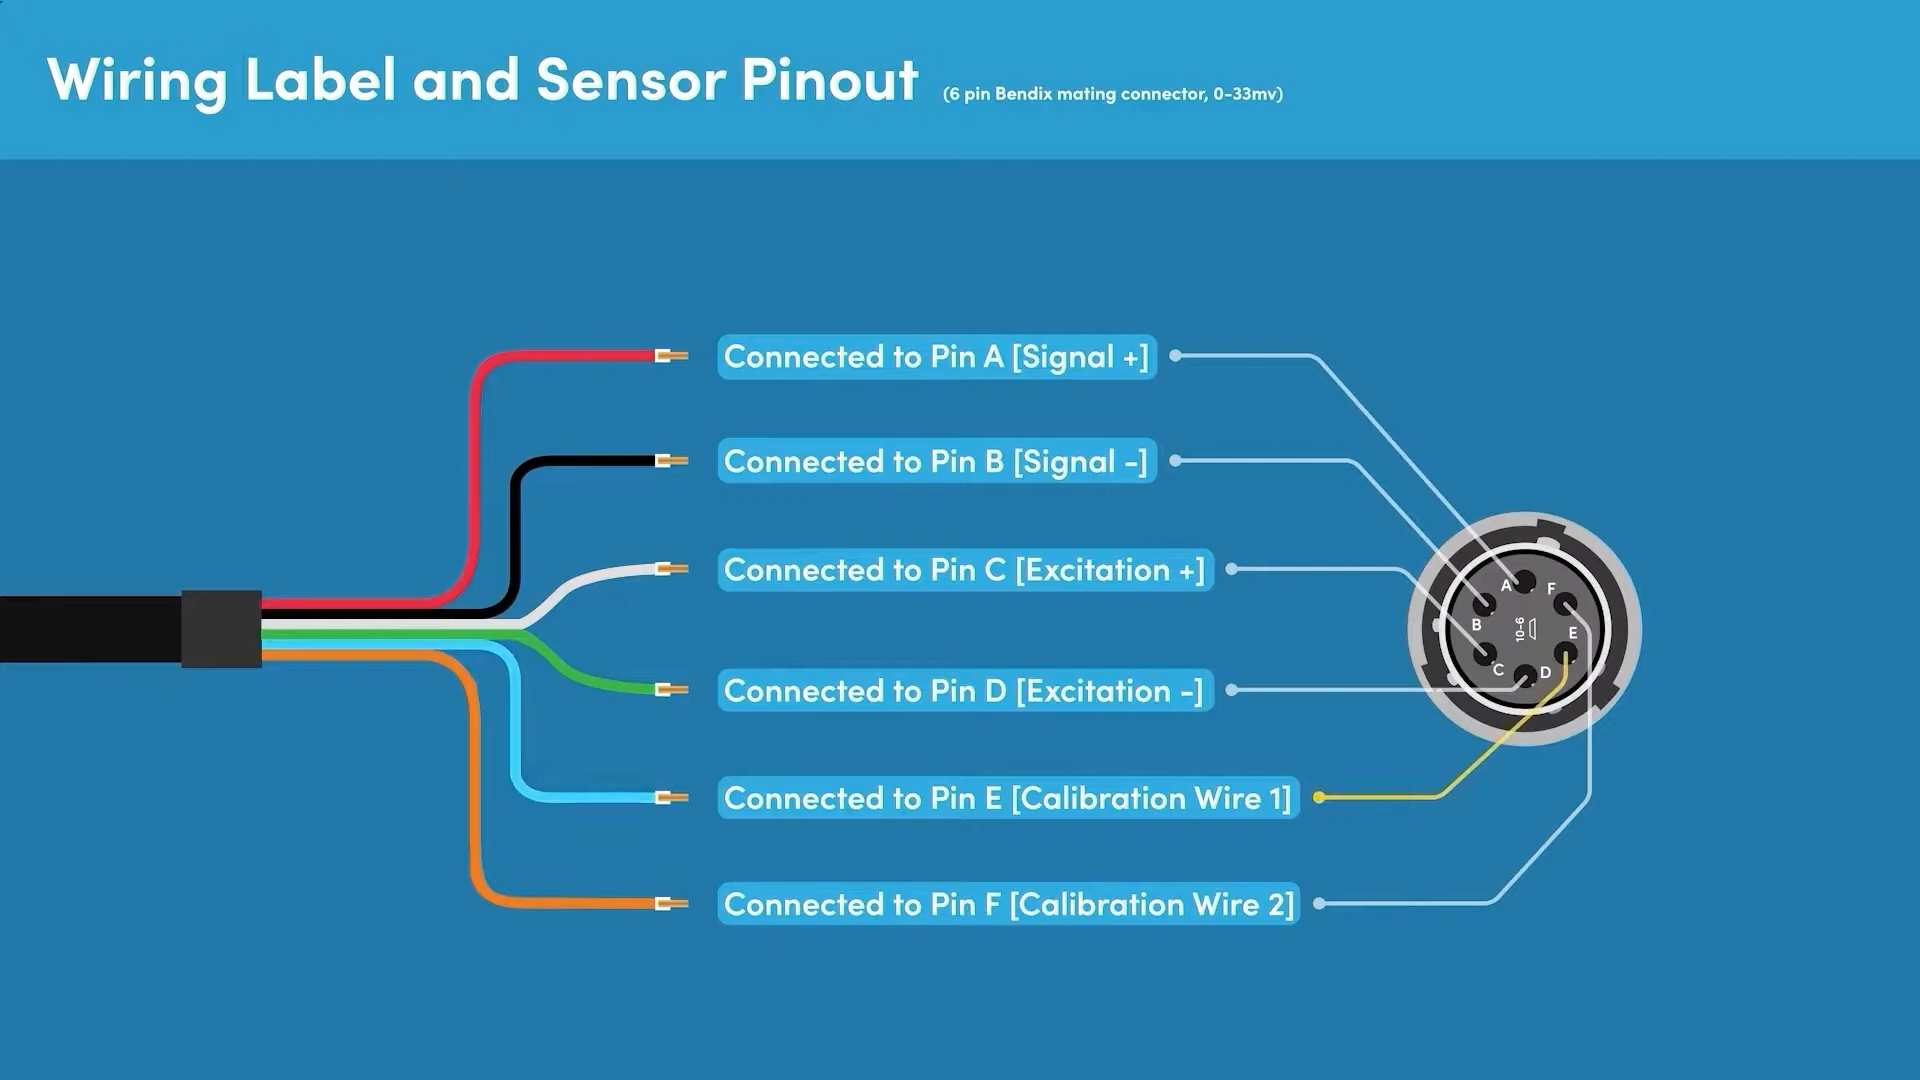 Wiring Label and Sensor Pinout (6 pin Bendix mating connector, 0-33mv)
Connected to Pin A [Signal +]
Connected to Pin B [Signal -]
Connected to Pin C [Excitation +]
Connected to Pin D [Excitation -]
Connected to Pin E [Calibration Wire 1]
Connected to Pin F [Calibration Wire 2]
A
F
B
E
10-6
C
D